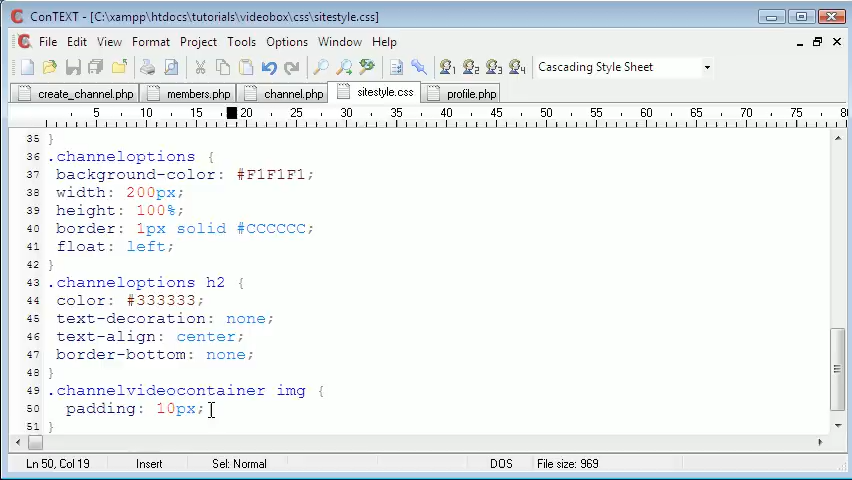 ConTEXT - [C:\xampp\htdocs\tutorials\videobox\css\sitestyle.css]
File Edit View Format Project Tools Options Window Help
1 2 3 4 Cascading Style Sheet
create_channel.php members.php channel.php sitestyle.css profile.php
5 10 15 20 25 30 35 40 45 50 55 60 65 70 75 80
35 }
36 .channeloptions {
37 background-color: #F1F1F1;
38 width: 200px;
39 height: 100%;
40 border: 1px solid #CCCCCC;
41 float: left;
42 }
43 .channeloptions h2 {
44 color: #333333;
45 text-decoration: none;
46 text-align: center;
47 border-bottom: none;
48 }
49 .channelvideocontainer img {
50 padding: 10px;
51 }
Ln 50, Col 19 Insert Sel: Normal DOS File size: 969